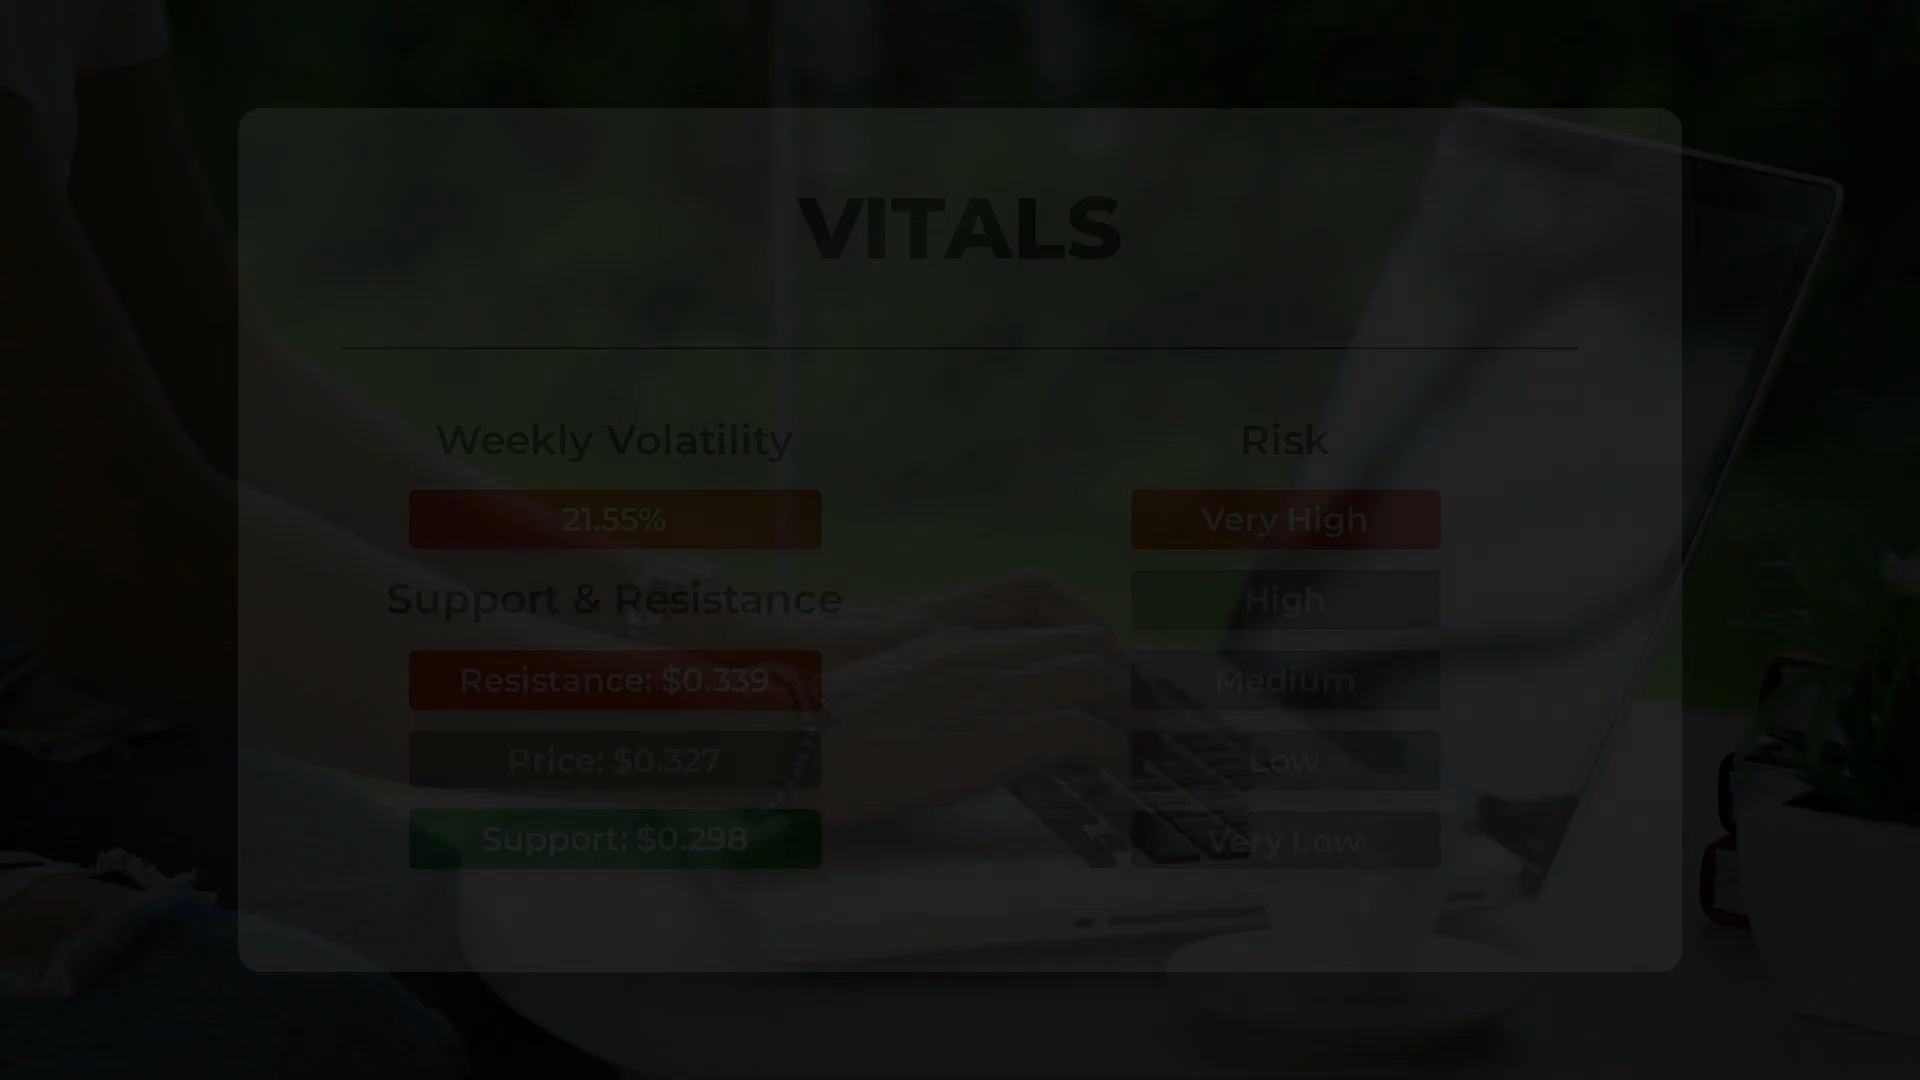 VITALS
Weekly Volatility
21.55%
Support & Resistance
Resistance: $0.339
Price: $0.327
Support: $0.298
Risk
Very High
High
Medium
Low
Very Low